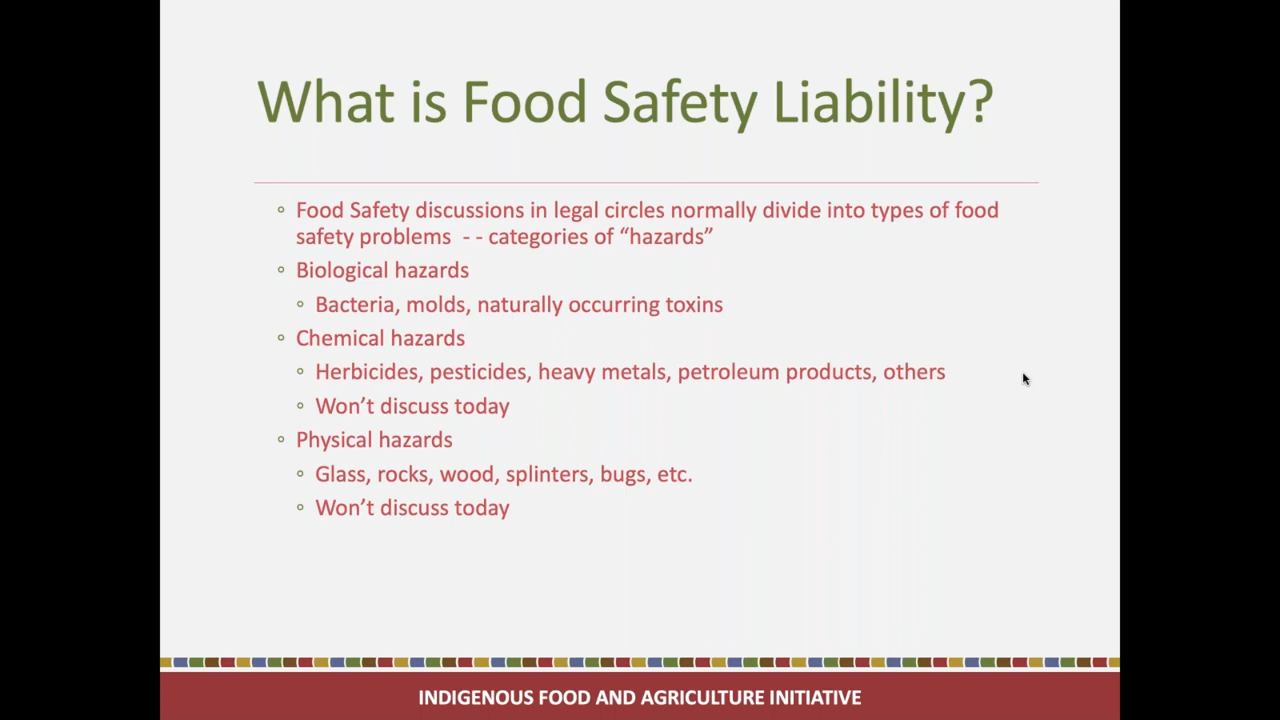 What is Food Safety Liability?
◦ Food Safety discussions in legal circles normally divide into types of food
safety problems - - categories of “hazards”
◦ Biological hazards
◦ Bacteria, molds, naturally occurring toxins
◦ Chemical hazards
◦ Herbicides, pesticides, heavy metals, petroleum products, others
◦ Won’t discuss today
◦ Physical hazards
◦ Glass, rocks, wood, splinters, bugs, etc.
◦ Won’t discuss today
INDIGENOUS FOOD AND AGRICULTURE INITIATIVE